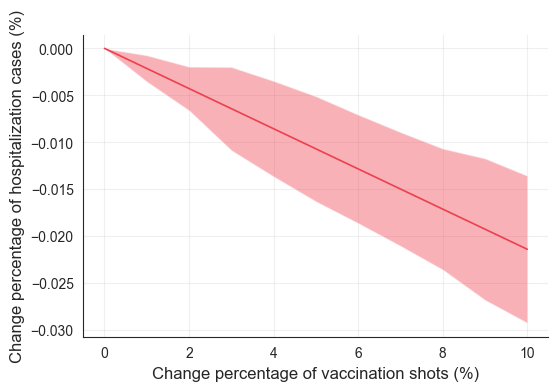 Change percentage of hospitalization cases (%)
0.000
−0.005
−0.010
−0.015
−0.020
−0.025
−0.030
0 2 4 6 8 10
Change percentage of vaccination shots (%)